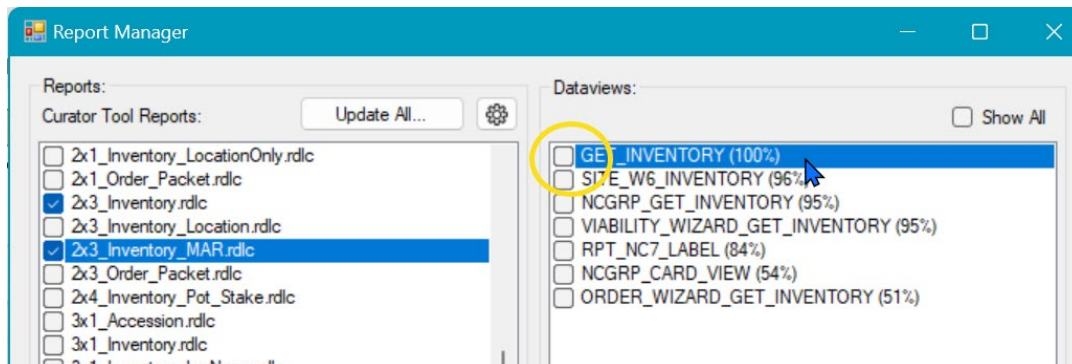 Report Manager
Reports:
Curator Tool Reports:
Update All...
2x1_Inventory_LocationOnly.rdlc
2x1_Order_Packet.rdlc
2x3_Inventory.rdlc
2x3_Inventory_Location.rdlc
2x3_Inventory_MAR.rdlc
2x3_Order_Packet.rdlc
2x4_Inventory_Pot_Stake.rdlc
3x1_Accession.rdlc
3x1_Inventory.rdlc
Dataviews:
Show All
GET_INVENTORY (100%)
SITE_W6_INVENTORY (96%)
NCGRP_GET_INVENTORY (95%)
VIABILITY_WIZARD_GET_INVENTORY (95%)
RPT_NC7_LABEL (84%)
NCGRP_CARD_VIEW (54%)
ORDER_WIZARD_GET_INVENTORY (51%)